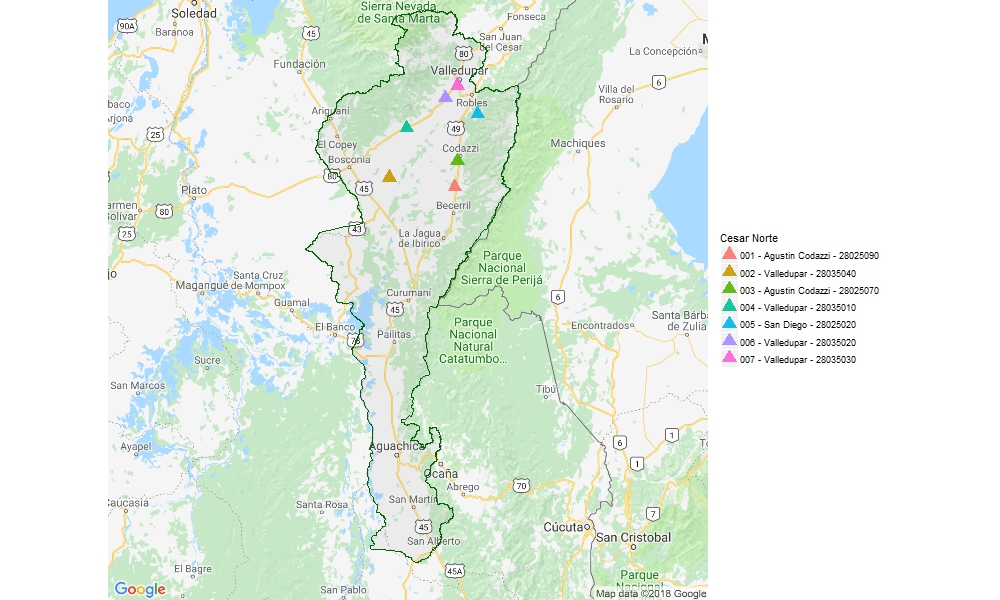 Sierra Nevada
de Santa Marta
Soledad
90A
Baranoa
45
Fonseca
San Juan
del Cesar
80
La Concepción
Fundación
Valledupar
6
Villa del
Rosario
Robles
Ariguaní
25
49
El Copey
Codazzi
Machiques
Bosconia
80
45
Plato
Becerril
80
Bolívar
25
43
La Jagua
de Ibirico
Parque
Nacional
Sierra de Perijá
Cesar Norte
001 - Agustin Codazzi - 28025090
002 - Valledupar - 28035040
003 - Agustin Codazzi - 28025070
004 - Valledupar - 28035010
005 - San Diego - 28025020
006 - Valledupar - 28035020
007 - Valledupar - 28035030
Santa Cruz
de Mompox
Magangué
Curumaní
6
Guamal
45
El Banco
Pailitas
78
Parque
Nacional
Natural
Catatumbo...
Encontrados
Santa Bárba
de Zulia
Sucre
San Marcos
Tibú
Ayapel
Aguachica
6
1
1
Ocaña
Abrego
70
San Martín
Santa Rosa
7
45
Cúcuta
San Cristobal
San Alberto
El Bagre
45A
Parque
Nacional
San Pablo
Google
Map data ©2018 Google